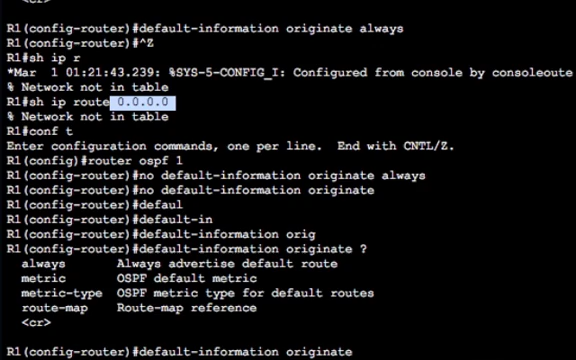 <cr>
R1(config-router)#default-information originate always
R1(config-router)#^Z
R1#sh ip r
*Mar  1 01:21:43.239: %SYS-5-CONFIG_I: Configured from console by consoleoute
% Network not in table
R1#sh ip route 0.0.0.0
% Network not in table
R1#conf t
Enter configuration commands, one per line.  End with CNTL/Z.
R1(config)#router ospf 1
R1(config-router)#no default-information originate always
R1(config-router)#no default-information originate
R1(config-router)#defaul
R1(config-router)#default-in
R1(config-router)#default-information orig
R1(config-router)#default-information originate ?
always       Always advertise default route
metric       OSPF default metric
metric-type  OSPF metric type for default routes
route-map    Route-map reference
<cr>
R1(config-router)#default-information originate